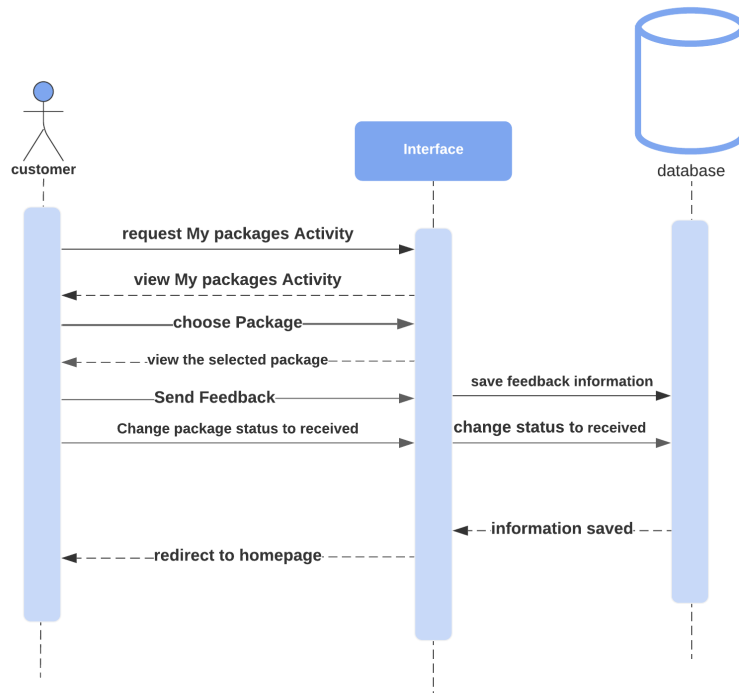 Interface
customer
database
request My packages Activity
view My packages Activity
choose Package
view the selected package
save feedback information
Send Feedback
Change package status to received
change status to received
information saved
redirect to homepage